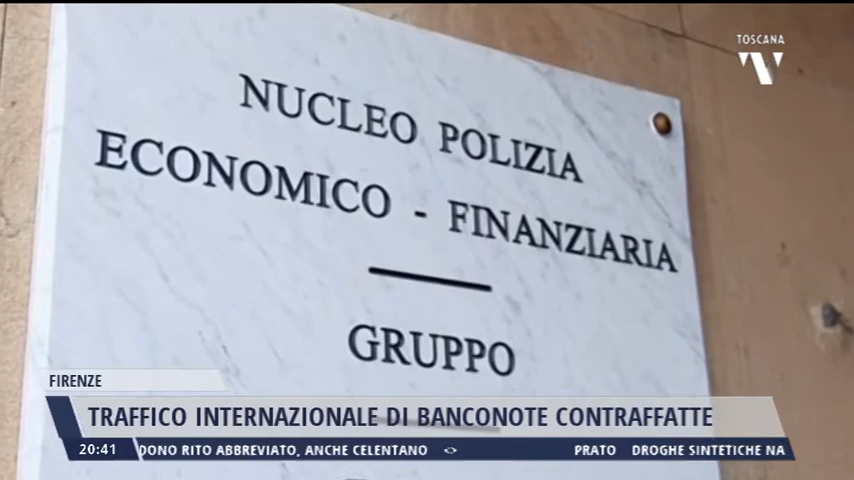 TOSCANA
TV
NUCLEO POLIZIA
ECONOMICO - FINANZIARIA
GRUPPO
FIRENZE
TRAFFICO INTERNAZIONALE DI BANCONOTE CONTRAFFATTE
20:41 DONO RITO ABBREVIATO, ANCHE CELENTANO <> PRATO DROGHE SINTETICHE NA